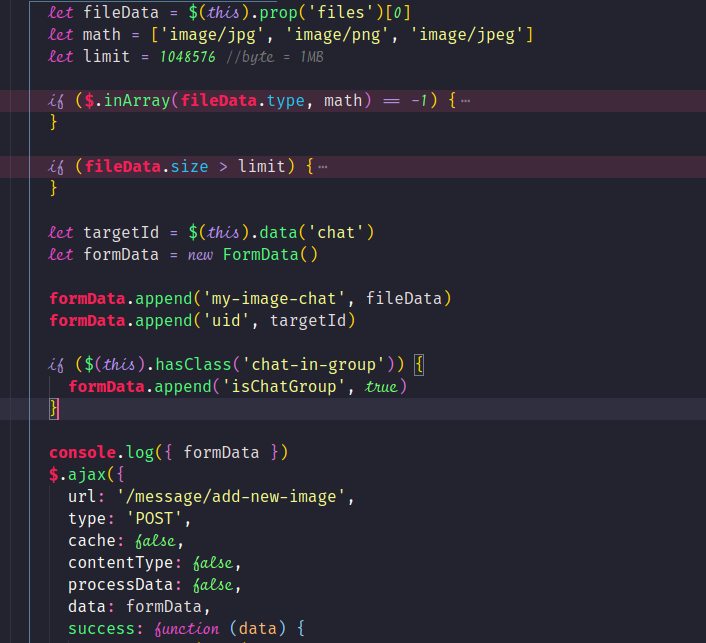 let fileData = $(this).prop('files')[0]
let math = ['image/jpg', 'image/png', 'image/jpeg']
let limit = 1048576 //byte = 1MB
if ($.inArray(fileData.type, math) == -1) {⋯
}
if (fileData.size > limit) {⋯
}
let targetId = $(this).data('chat')
let formData = new FormData()
formData.append('my-image-chat', fileData)
formData.append('uid', targetId)
if ($(this).hasClass('chat-in-group')) {
formData.append('isChatGroup', true)
}
console.log({ formData })
$.ajax({
url: '/message/add-new-image',
type: 'POST',
cache: false,
contentType: false,
processData: false,
data: formData,
success: function (data) {